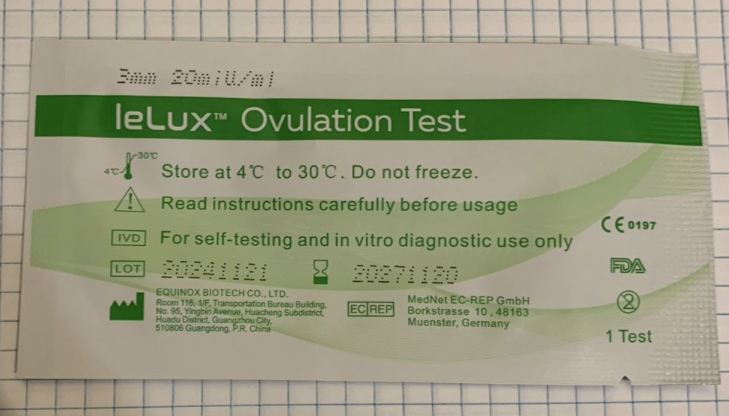 3mm 20miU/ml
leLux™ Ovulation Test
4℃ 30℃
Store at 4℃ to 30℃. Do not freeze.
Read instructions carefully before usage
CE 0197
IVD For self-testing and in vitro diagnostic use only
LOT 20241121 20271120
FDA
EQUINOX BIOTECH CO., LTD.
Room 116, 1/F, Transportation Bureau Building,
No. 95, Yingbin Avenue, Huacheng Subdistrict,
Huadu District, Guangzhou City,
510806 Guangdong, P.R. China
EC REP
MedNet EC-REP GmbH
Borkstrasse 10, 48163
Muenster, Germany
2
1 Test